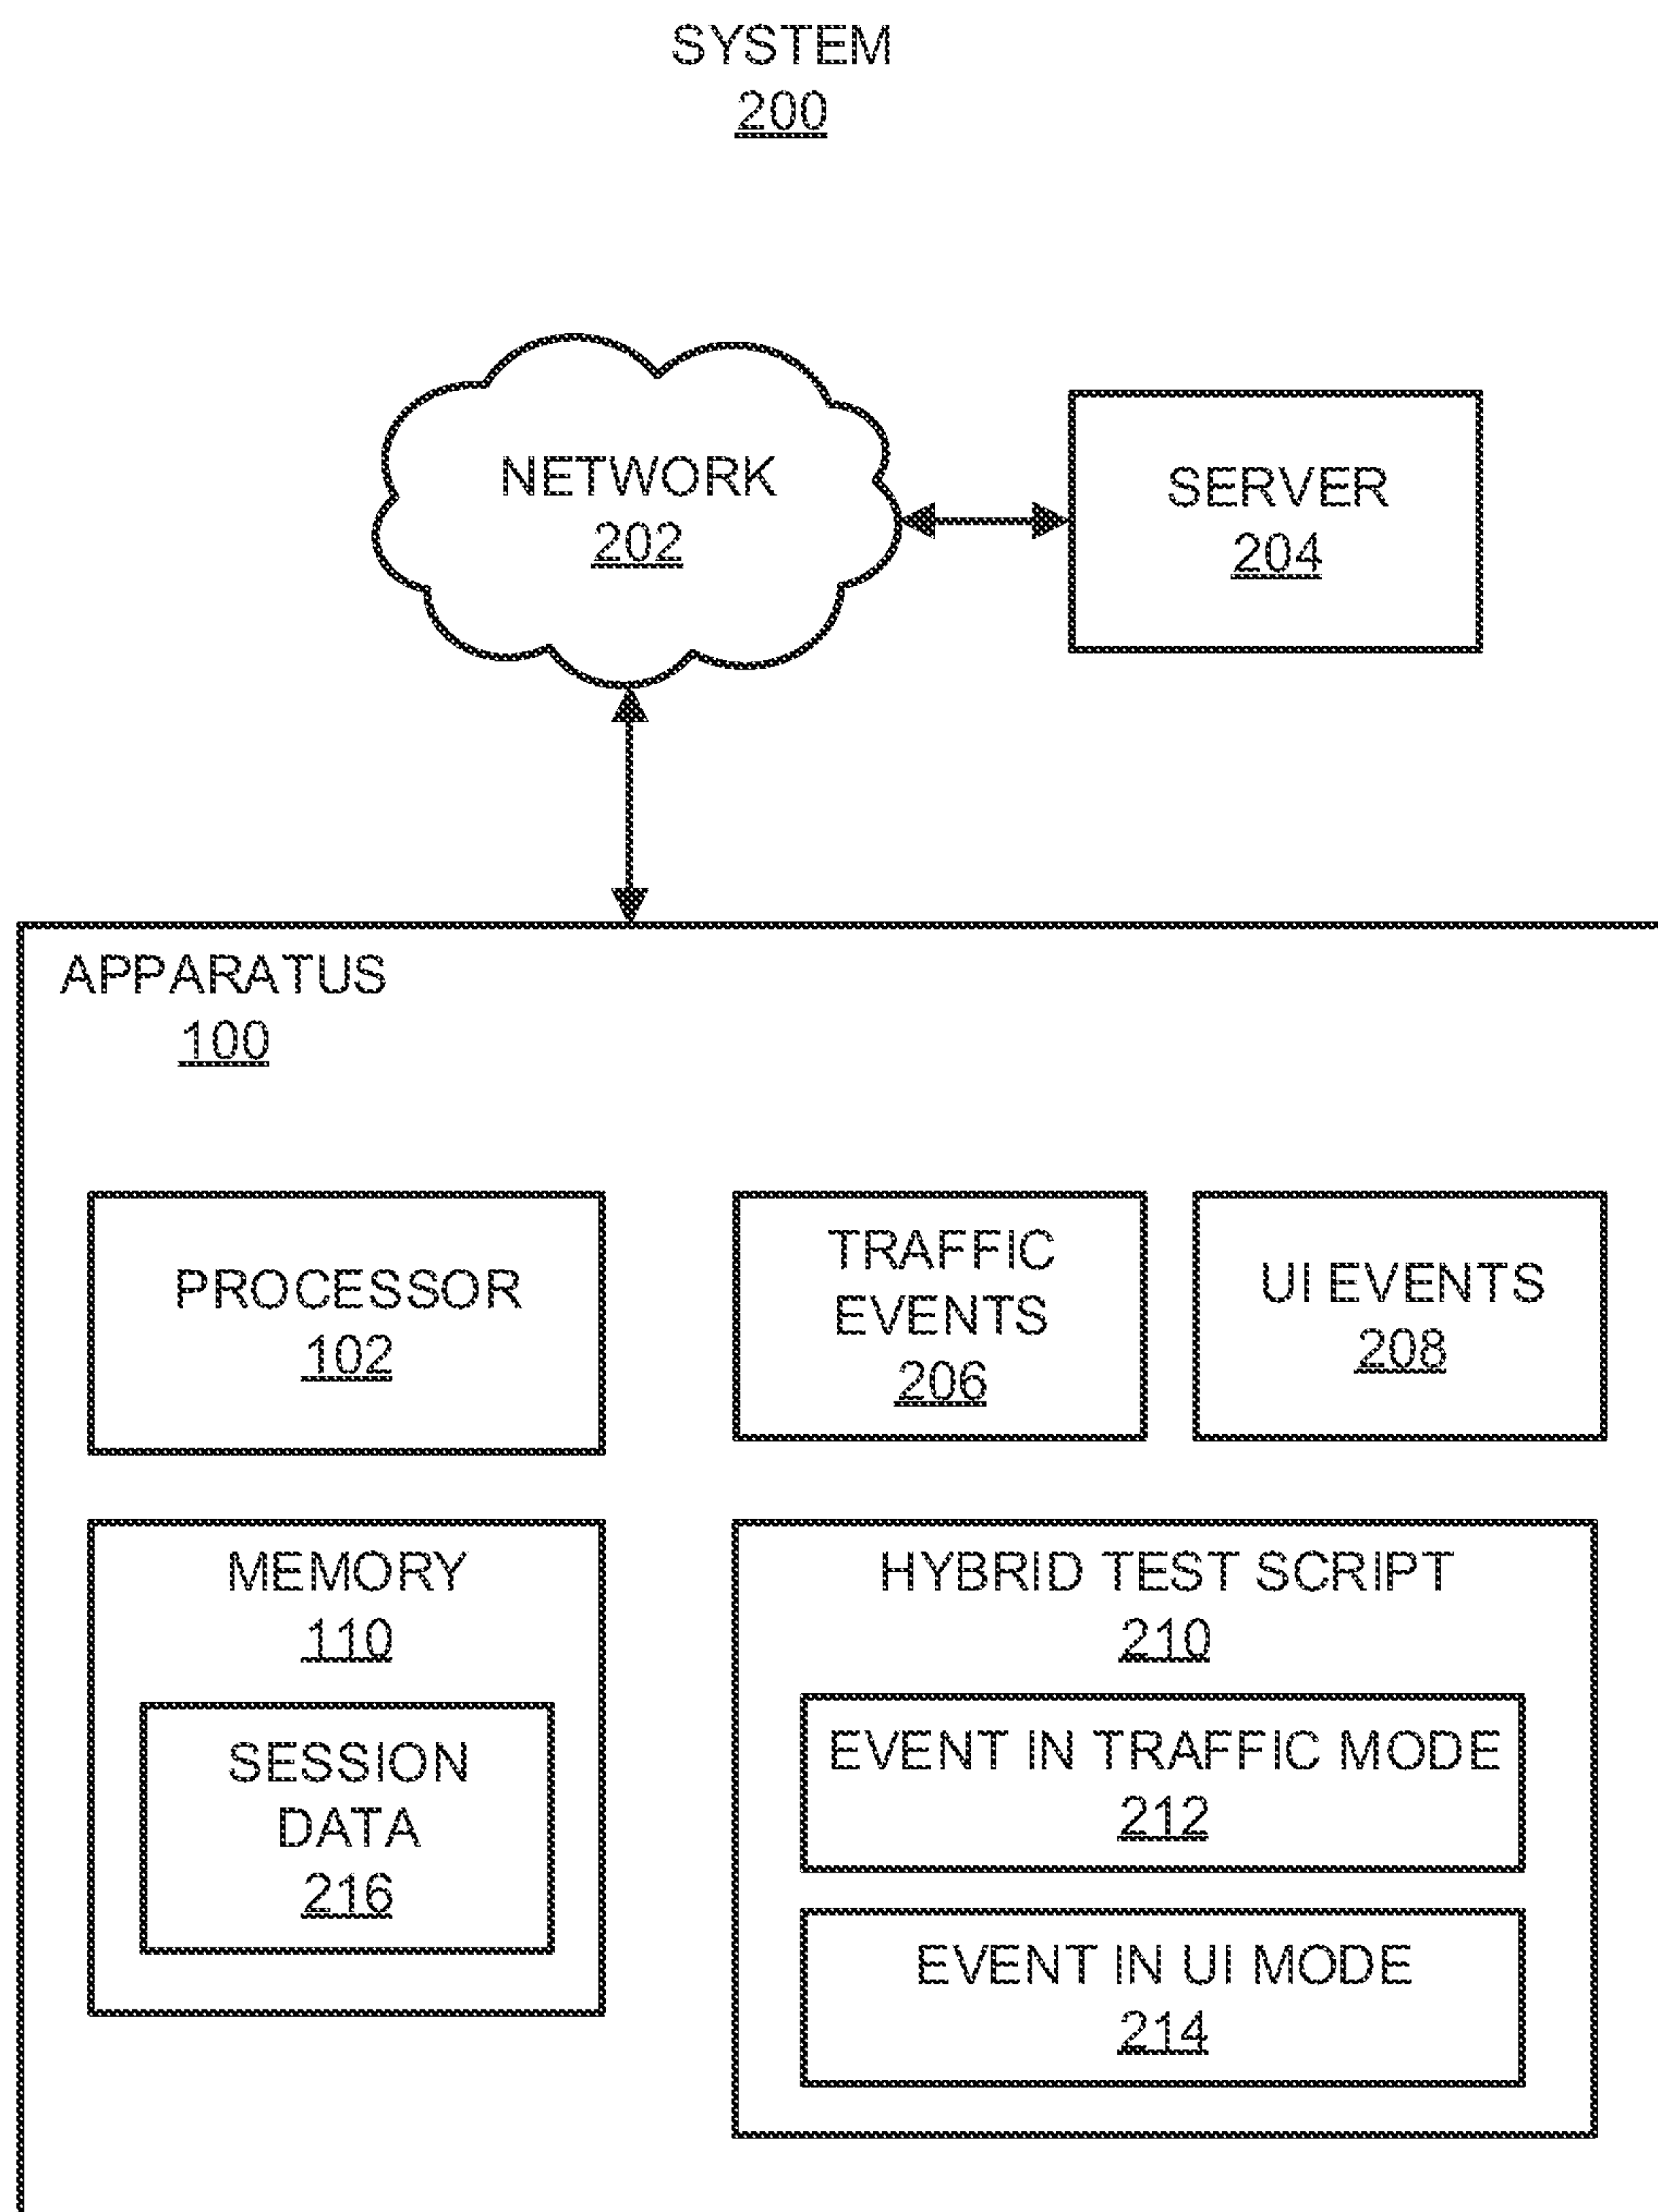 SYSTEM
200
NETWORK
202
SERVER
204
APPARATUS
100
PROCESSOR
102
TRAFFIC
EVENTS
206
UI EVENTS
208
MEMORY
110
SESSION
DATA
216
HYBRID TEST SCRIPT
210
EVENT IN TRAFFIC MODE
212
EVENT IN UI MODE
214